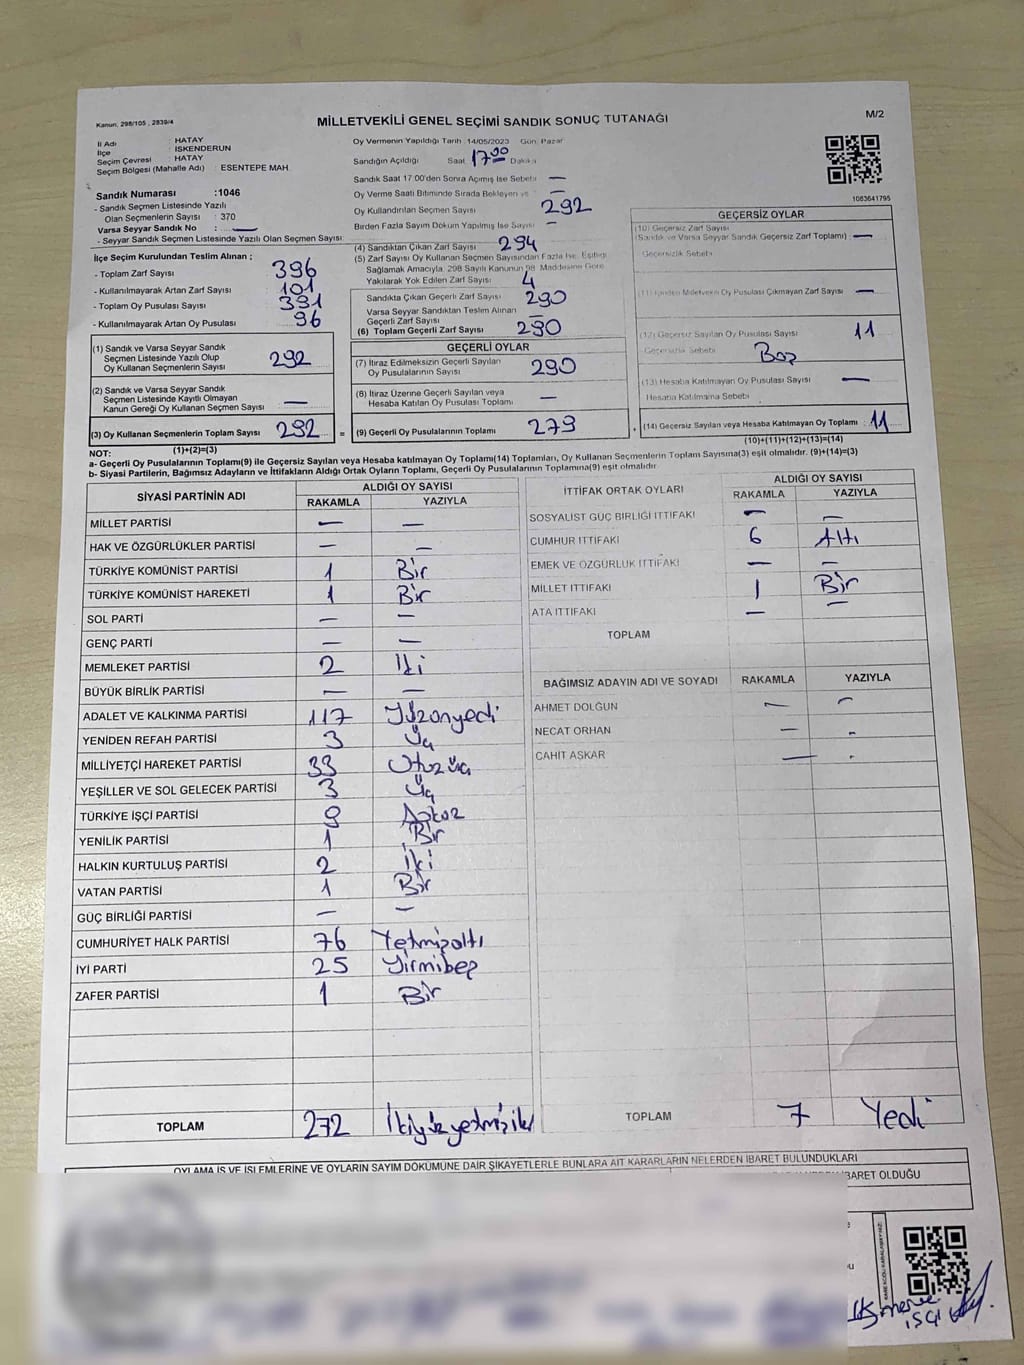 Kanun. 298/105 , 2839/4
MİLLETVEKİLİ GENEL SEÇİMİ SANDIK SONUÇ TUTANAĞI
M/2
İl Adı : HATAY
İlçe : İSKENDERUN
Seçim Çevresi : HATAY
Seçim Bölgesi (Mahalle Adı) : ESENTEPE MAH.
Sandık Numarası :1046
- Sandık Seçmen Listesinde Yazılı
Olan Seçmenlerin Sayısı : 370
Varsa Seyyar Sandık No : —
- Seyyar Sandık Seçmen Listesinde Yazılı Olan Seçmen Sayısı:
İlçe Seçim Kurulundan Teslim Alınan ;
- Toplam Zarf Sayısı : 396
- Kullanılmayarak Artan Zarf Sayısı : 101
- Toplam Oy Pusulası Sayısı : 391
- Kullanılmayarak Artan Oy Pusulası : 96
Oy Vermenin Yapıldığı Tarih 14/05/2023 Gün: Pazar
Sandığın Açıldığı Saat 17 00 Dakika
Sandık Saat 17:00'den Sonra Açılmış İse Sebebi —
Oy Verme Saati Bitiminde Sırada Bekleyen ve —
Oy Kullandırılan Seçmen Sayısı 292
Birden Fazla Sayım Döküm Yapılmış İse Sayısı —
(4) Sandıktan Çıkan Zarf Sayısı 294
(5) Zarf Sayısı Oy Kullanan Seçmen Sayısından Fazla İse, Eşitliği
Sağlamak Amacıyla, 298 Sayılı Kanunun 98. Maddesine Göre
Yakılarak Yok Edilen Zarf Sayısı 4
Sandıkta Çıkan Geçerli Zarf Sayısı 290
Varsa Seyyar Sandıktan Teslim Alınan
Geçerli Zarf Sayısı —
(6) Toplam Geçerli Zarf Sayısı 290
1083641795
GEÇERSİZ OYLAR
(10) Geçersiz Zarf Sayısı
(Sandık ve Varsa Seyyar Sandık Geçersiz Zarf Toplamı) —
Geçersizlik Sebebi
(11) İçinden Milletvekili Oy Pusulası Çıkmayan Zarf Sayısı —
(12) Geçersiz Sayılan Oy Pusulası Sayısı 11
Geçersizlik Sebebi Boş
(13) Hesaba Katılmayan Oy Pusulası Sayısı —
Hesaba Katılmama Sebebi
(14) Geçersiz Sayılan veya Hesaba Katılmayan Oy Toplamı : 11
(10)+(11)+(12)+(13)=(14)
(1) Sandık ve Varsa Seyyar Sandık
Seçmen Listesinde Yazılı Olup
Oy Kullanan Seçmenlerin Sayısı 292
(2) Sandık ve Varsa Seyyar Sandık
Seçmen Listesinde Kayıtlı Olmayan
Kanun Gereği Oy Kullanan Seçmen Sayısı —
(3) Oy Kullanan Seçmenlerin Toplam Sayısı 292 =
(1)+(2)=(3)
GEÇERLİ OYLAR
(7) İtiraz Edilmeksizin Geçerli Sayılan
Oy Pusulalarının Sayısı 290
(8) İtiraz Üzerine Geçerli Sayılan veya
Hesaba Katılan Oy Pusulası Toplamı —
(9) Geçerli Oy Pusulalarının Toplamı 279 +
NOT:
a- Geçerli Oy Pusulalarının Toplamı(9) ile Geçersiz Sayılan veya Hesaba katılmayan Oy Toplamı(14) Toplamları, Oy Kullanan Seçmenlerin Toplam Sayısına(3) eşit olmalıdır. (9)+(14)=(3)
b- Siyasi Partilerin, Bağımsız Adayların ve İttifakların Aldığı Ortak Oyların Toplamı, Geçerli Oy Pusulalarının Toplamına(9) eşit olmalıdır
SİYASİ PARTİNİN ADI ALDIĞI OY SAYISI
RAKAMLA YAZIYLA
MİLLET PARTİSİ — —
HAK VE ÖZGÜRLÜKLER PARTİSİ — —
TÜRKİYE KOMÜNİST PARTİSİ 1 Bir
TÜRKİYE KOMÜNİST HAREKETİ 1 Bir
SOL PARTİ — —
GENÇ PARTİ — —
MEMLEKET PARTİSİ 2 İki
BÜYÜK BİRLİK PARTİSİ — —
ADALET VE KALKINMA PARTİSİ 117 Yüzonyedi
YENİDEN REFAH PARTİSİ 3 Üç
MİLLİYETÇİ HAREKET PARTİSİ 33 Otuzüç
YEŞİLLER VE SOL GELECEK PARTİSİ 3 Üç
TÜRKİYE İŞÇİ PARTİSİ 9 Dokuz
YENİLİK PARTİSİ 1 Bir
HALKIN KURTULUŞ PARTİSİ 2 İki
VATAN PARTİSİ 1 Bir
GÜÇ BİRLİĞİ PARTİSİ — —
CUMHURİYET HALK PARTİSİ 76 Yetmişaltı
İYİ PARTİ 25 Yirmibeş
ZAFER PARTİSİ 1 Bir
TOPLAM 272 İkiyüzyetmişiki
İTTİFAK ORTAK OYLARI ALDIĞI OY SAYISI
RAKAMLA YAZIYLA
SOSYALİST GÜÇ BİRLİĞİ İTTİFAKI — —
CUMHUR İTTİFAKI 6 Altı
EMEK VE ÖZGÜRLÜK İTTİFAKI — —
MİLLET İTTİFAKI 1 Bir
ATA İTTİFAKI — —
TOPLAM
BAĞIMSIZ ADAYIN ADI VE SOYADI RAKAMLA YAZIYLA
AHMET DOLĞUN — —
NECAT ORHAN — -
CAHİT AŞKAR — -
TOPLAM 7 Yedi
OYLAMA İŞ VE İŞLEMLERİNE VE OYLARIN SAYIM DÖKÜMÜNE DAİR ŞİKAYETLERLE BUNLARA AİT KARARLARIN NELERDEN İBARET BULUNDUKLARI
İBARET OLDUĞU